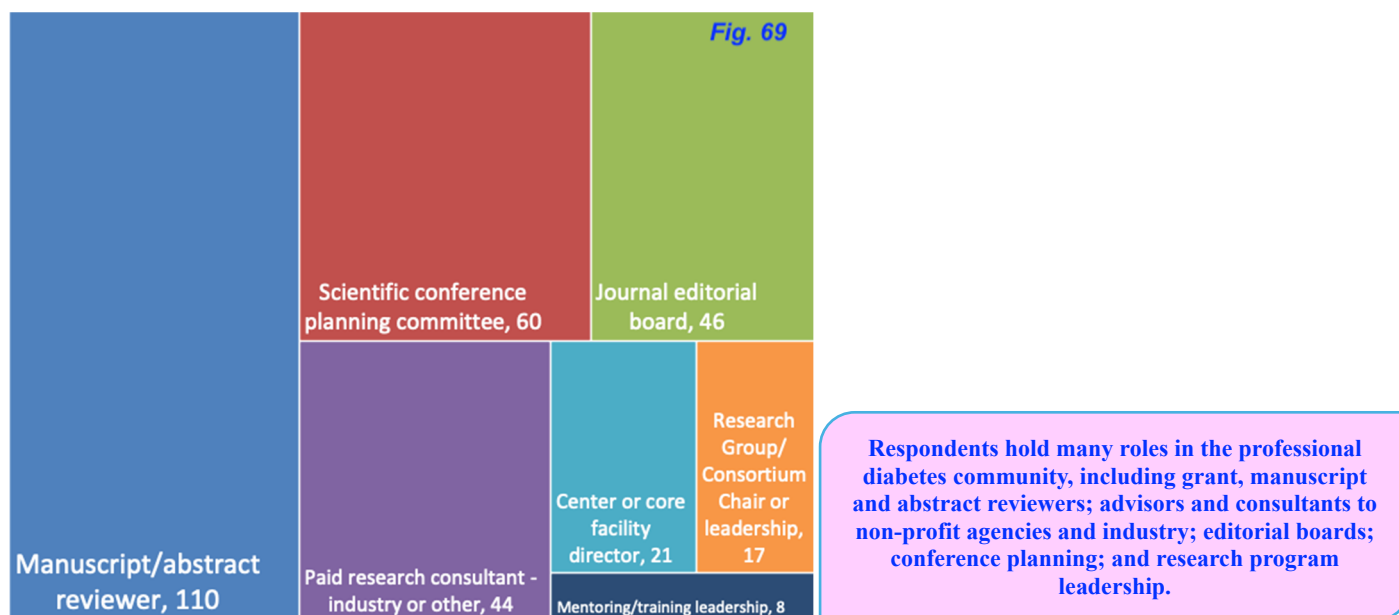 Fig. 69
Scientific conference
planning committee, 60
Journal editorial
board, 46
Manuscript/abstract
reviewer, 110
Paid research consultant -
industry or other, 44
Center or core
facility
director, 21
Research
Group/
Consortium
Chair or
leadership,
17
Mentoring/training leadership, 8
Respondents hold many roles in the professional
diabetes community, including grant, manuscript
and abstract reviewers; advisors and consultants to
non-profit agencies and industry; editorial boards;
conference planning; and research program
leadership.